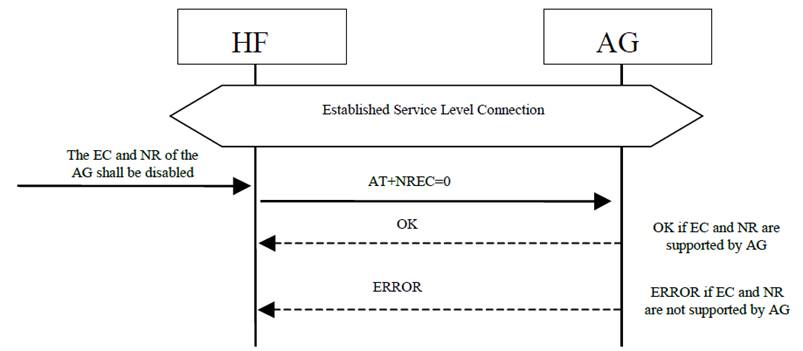 HF
AG
Established Service Level Connection
The EC and NR of the
AG shall be disabled
AT+NREC=0
OK
OK if EC and NR are
supported by AG
ERROR
ERROR if EC and NR
are not supported by AG